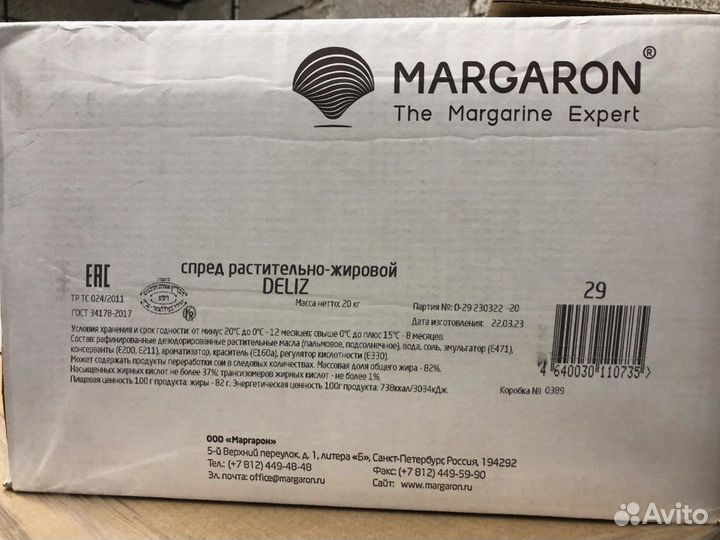 MARGARON®
The Margarine Expert
спред растительно-жировой
DELIZ
Масса нетто: 20 кг
EAC
ТР ТС 024/2011
ГОСТ 34178-2017
Партия №: D-29 230322 -20
Дата изготовления: 22.03.23
29
Условия хранения и срок годности: от минус 20°С до 0°С - 12 месяцев; свыше 0°С до плюс 15°С - 8 месяцев.
Состав: рафинированные дезодорированные растительные масла (пальмовое, подсолнечное), вода, соль, эмульгатор (Е471),
консерванты (Е200, Е211), ароматизатор, краситель (Е160а), регулятор кислотности (Е330).
Может содержать продукты переработки сои в следовых количествах. Массовая доля общего жира - 82%.
Насыщенных жирных кислот не более 37%; трансизомеров жирных кислот - не более 1%.
Пищевая ценность 100 г продукта: жиры - 82 г. Энергетическая ценность 100г продукта: 738ккал/3034кДж.
4 640030 110735 >
Коробка № 0389
ООО «Маргарон»
5-й Верхний переулок, д. 1, литера «Б», Санкт-Петербург, Россия, 194292
Тел.: (+7 812) 449-48-48
Факс: (+7 812) 449-59-90
Эл. почта: office@margaron.ru
Сайт: www.margaron.ru
Avito